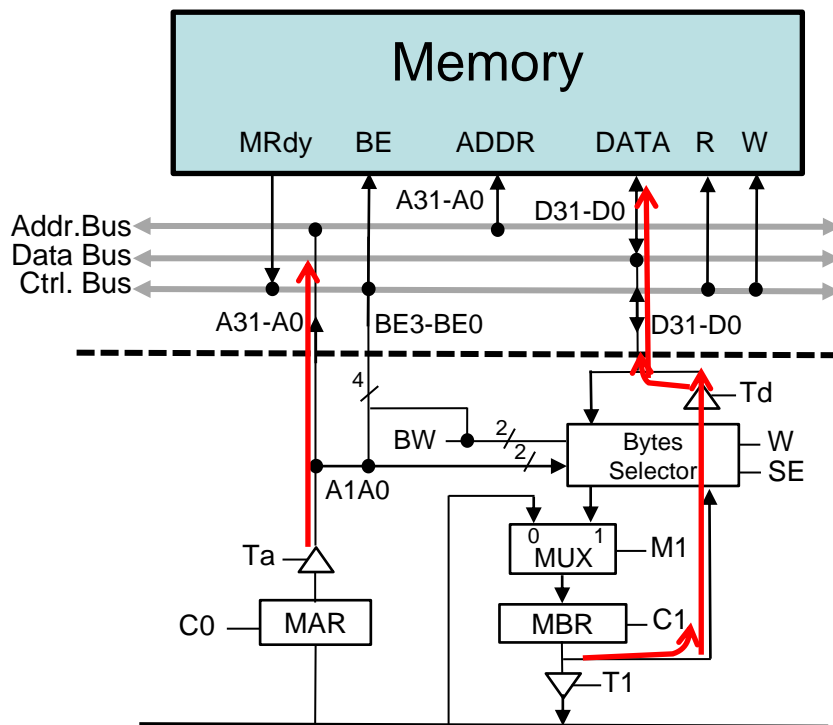 Memory
MRdy BE ADDR DATA R W
A31-A0 D31-D0
Addr.Bus
Data Bus
Ctrl. Bus
A31-A0 BE3-BE0 D31-D0
4
Td
BW 2 Bytes W
2 Selector SE
A1A0
0 1
Ta MUX M1
C0 MAR MBR C1
T1